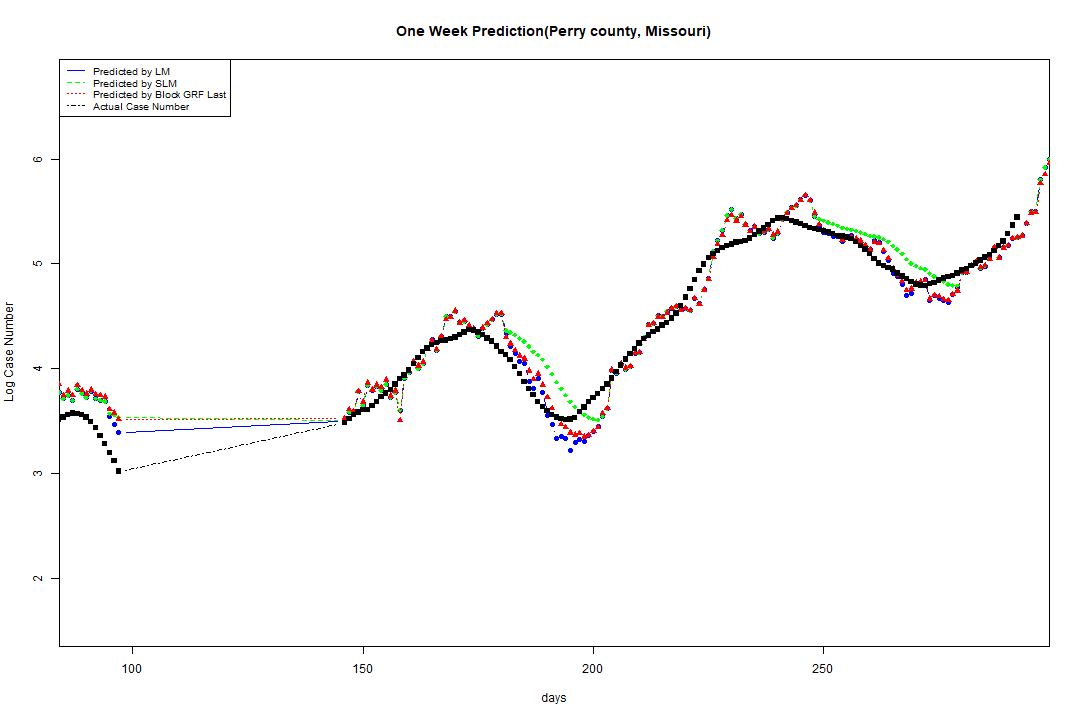 One Week Prediction(Perry county, Missouri)
Predicted by LM
Predicted by SLM
Predicted by Block GRF Last
Actual Case Number
Log Case Number
6
5
4
3
2
100 150 200 250
days